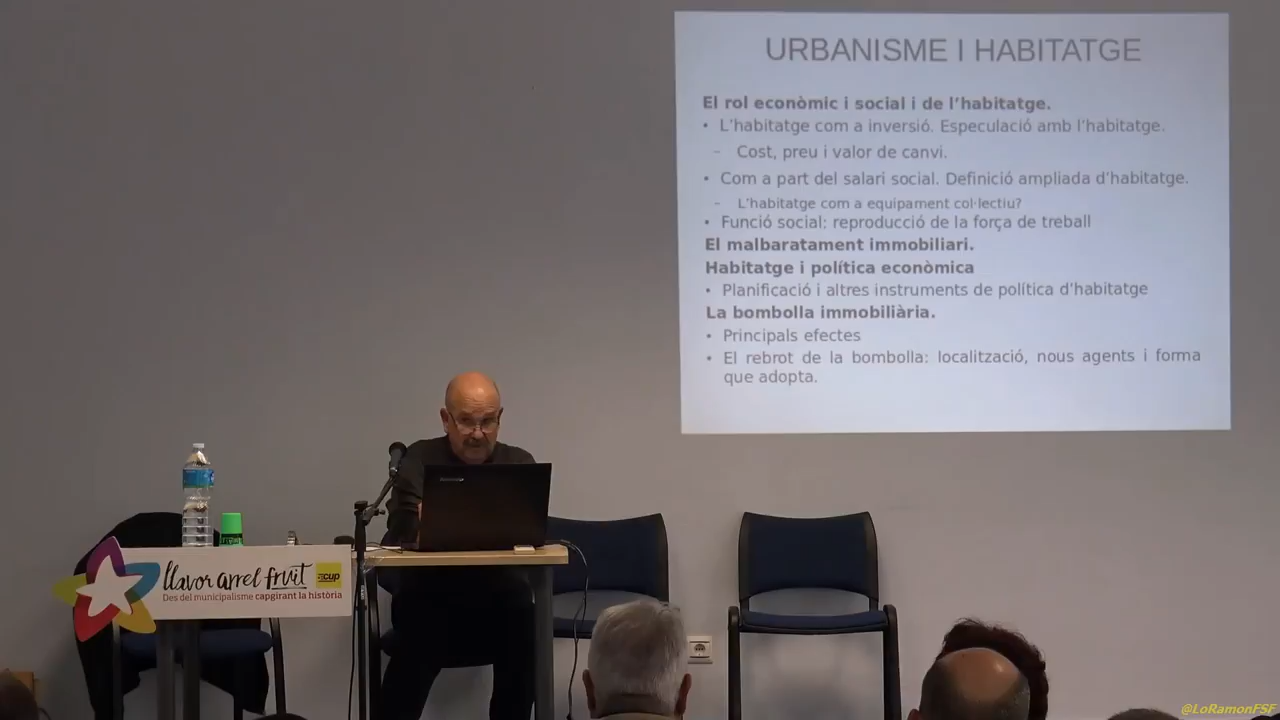 URBANISME I HABITATGE
El rol econòmic i social i de l'habitatge.
• L'habitatge com a inversió. Especulació amb l'habitatge.
– Cost, preu i valor de canvi.
• Com a part del salari social. Definició ampliada d'habitatge.
– L'habitatge com a equipament col·lectiu?
• Funció social: reproducció de la força de treball
El malbaratament immobiliari.
Habitatge i política econòmica
• Planificació i altres instruments de política d'habitatge
La bombolla immobiliària.
• Principals efectes
• El rebrot de la bombolla: localització, nous agents i forma
que adopta.
llavor arrel fruit
cup
Des del municipalisme capgirant la història
@LoRamonFSF